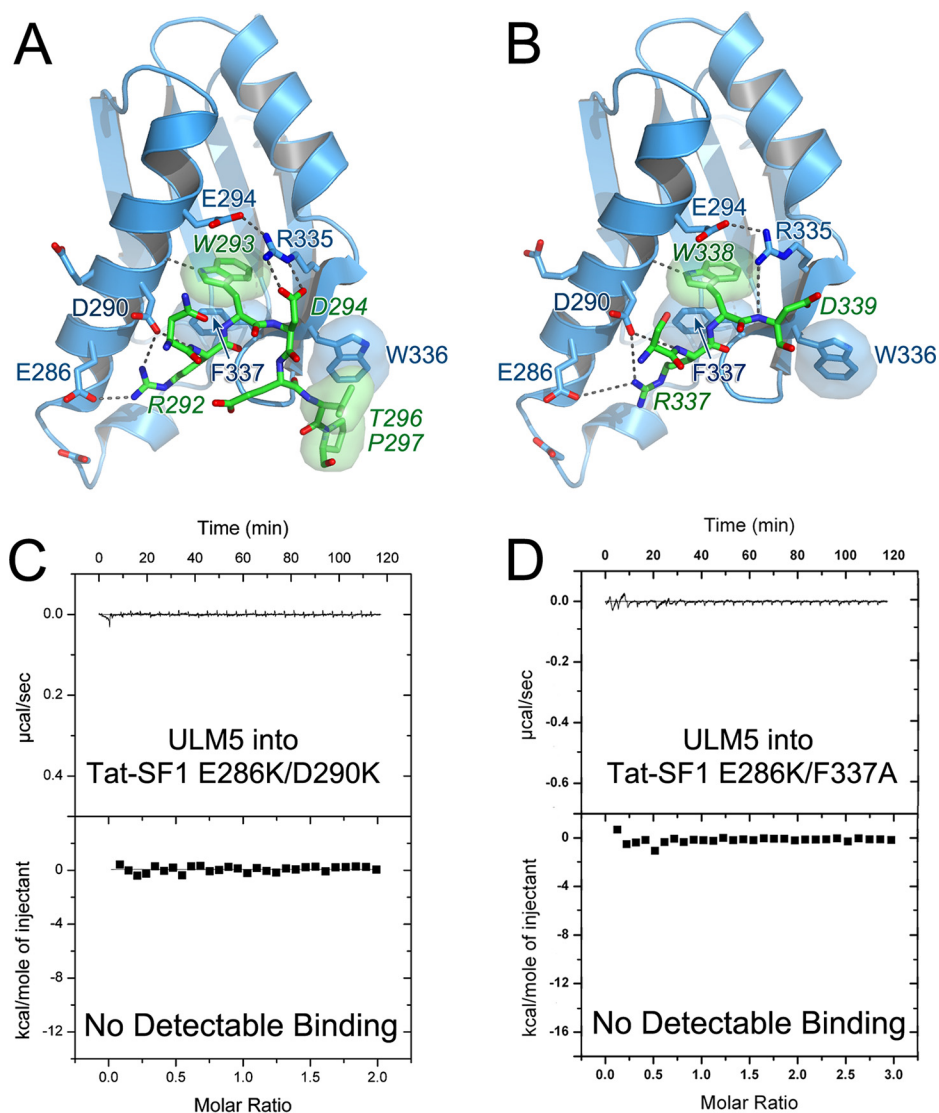 A
E294
W293
R335
D290
D294
E286
F337
W336
R292
T296
P297
B
E294
W338
R335
D290
D339
E286
F337
W336
R337
C
Time (min)
0 20 40 60 80 100 120
0.0
0.2
0.4
µcal/sec
ULM5 into
Tat-SF1 E286K/D290K
0
-4
-8
-12
kcal/mole of injectant
No Detectable Binding
0.0 0.5 1.0 1.5 2.0
Molar Ratio
D
Time (min)
0 20 40 60 80 100 120
0.0
-0.2
-0.4
-0.6
µcal/sec
ULM5 into
Tat-SF1 E286K/F337A
0
-4
-8
-12
-16
kcal/mole of injectant
No Detectable Binding
0.0 0.5 1.0 1.5 2.0 2.5 3.0
Molar Ratio